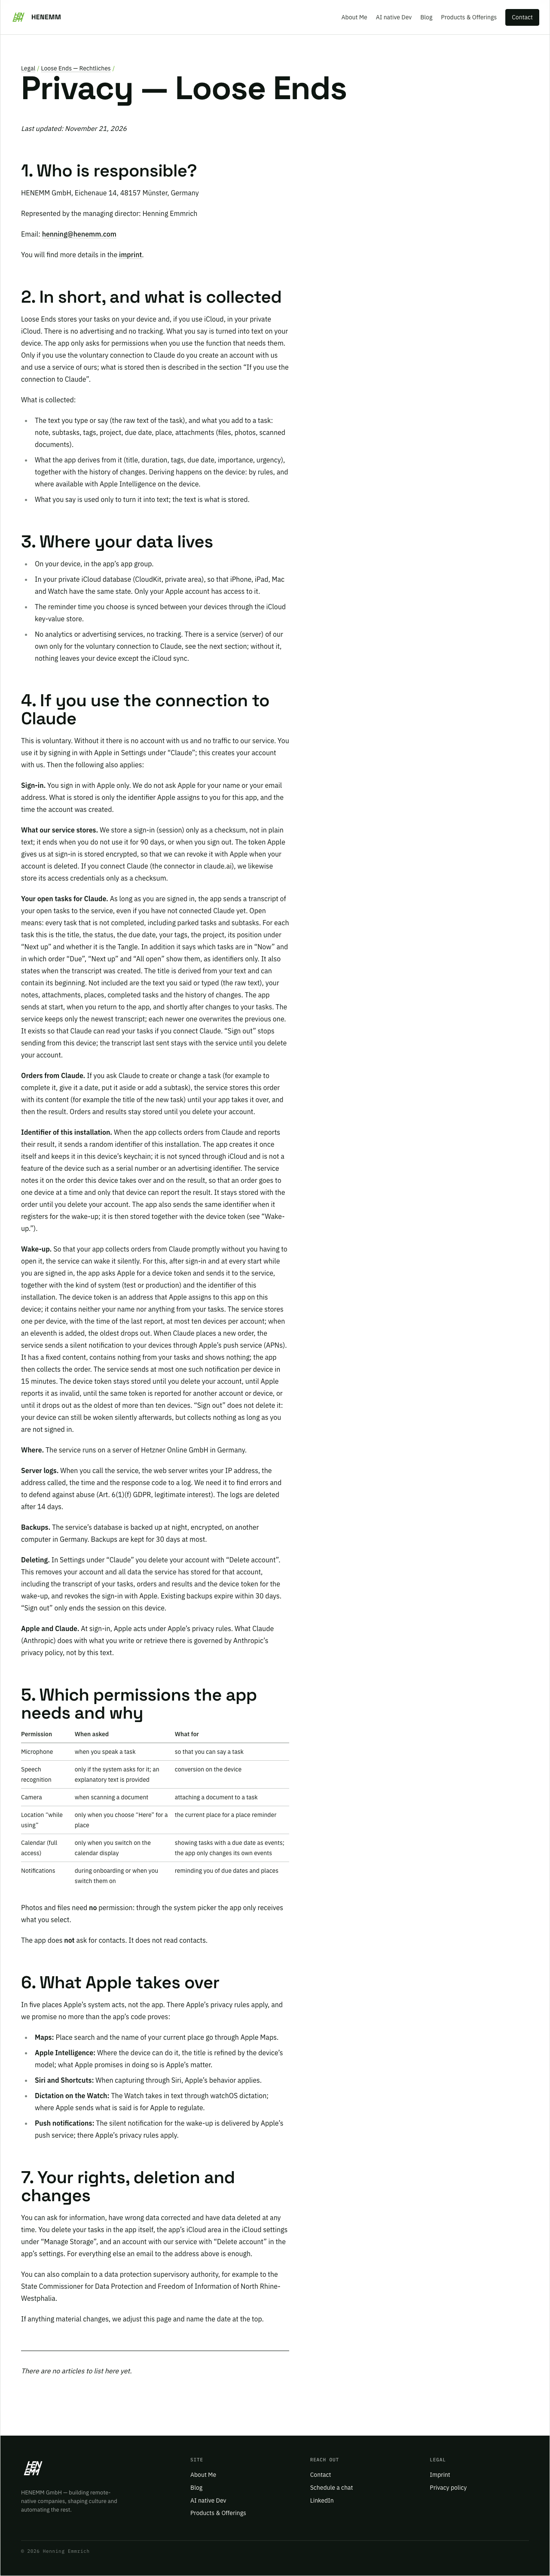 HENEMM
About Me
AI native Dev
Blog
Products & Offerings
Contact
Legal / Loose Ends — Rechtliches /
Privacy — Loose Ends
Last updated: November 21, 2026
1. Who is responsible?
HENEMM GmbH, Eichenaue 14, 48157 Münster, Germany
Represented by the managing director: Henning Emmrich
Email: henning@henemm.com
You will find more details in the imprint.
2. In short, and what is collected
Loose Ends stores your tasks on your device and, if you use iCloud, in your private
iCloud. There is no advertising and no tracking. What you say is turned into text on your
device. The app only asks for permissions when you use the function that needs them.
Only if you use the voluntary connection to Claude do you create an account with us
and use a service of ours; what is stored then is described in the section “If you use the
connection to Claude”.
What is collected:
The text you type or say (the raw text of the task), and what you add to a task:
note, subtasks, tags, project, due date, place, attachments (files, photos, scanned
documents).
What the app derives from it (title, duration, tags, due date, importance, urgency),
together with the history of changes. Deriving happens on the device: by rules, and
where available with Apple Intelligence on the device.
What you say is used only to turn it into text; the text is what is stored.
3. Where your data lives
On your device, in the app’s app group.
In your private iCloud database (CloudKit, private area), so that iPhone, iPad, Mac
and Watch have the same state. Only your Apple account has access to it.
The reminder time you choose is synced between your devices through the iCloud
key-value store.
No analytics or advertising services, no tracking. There is a service (server) of our
own only for the voluntary connection to Claude, see the next section; without it,
nothing leaves your device except the iCloud sync.
4. If you use the connection to
Claude
This is voluntary. Without it there is no account with us and no traffic to our service. You
use it by signing in with Apple in Settings under “Claude”; this creates your account
with us. Then the following also applies:
Sign-in. You sign in with Apple only. We do not ask Apple for your name or your email
address. What is stored is only the identifier Apple assigns to you for this app, and the
time the account was created.
What our service stores. We store a sign-in (session) only as a checksum, not in plain
text; it ends when you do not use it for 90 days, or when you sign out. The token Apple
gives us at sign-in is stored encrypted, so that we can revoke it with Apple when your
account is deleted. If you connect Claude (the connector in claude.ai), we likewise
store its access credentials only as a checksum.
Your open tasks for Claude. As long as you are signed in, the app sends a transcript of
your open tasks to the service, even if you have not connected Claude yet. Open
means: every task that is not completed, including parked tasks and subtasks. For each
task this is the title, the status, the due date, your tags, the project, its position under
“Next up” and whether it is the Tangle. In addition it says which tasks are in “Now” and
in which order “Due”, “Next up” and “All open” show them, as identifiers only. It also
states when the transcript was created. The title is derived from your text and can
contain its beginning. Not included are the text you said or typed (the raw text), your
notes, attachments, places, completed tasks and the history of changes. The app
sends at start, when you return to the app, and shortly after changes to your tasks. The
service keeps only the newest transcript; each newer one overwrites the previous one.
It exists so that Claude can read your tasks if you connect Claude. “Sign out” stops
sending from this device; the transcript last sent stays with the service until you delete
your account.
Orders from Claude. If you ask Claude to create or change a task (for example to
complete it, give it a date, put it aside or add a subtask), the service stores this order
with its content (for example the title of the new task) until your app takes it over, and
then the result. Orders and results stay stored until you delete your account.
Identifier of this installation. When the app collects orders from Claude and reports
their result, it sends a random identifier of this installation. The app creates it once
itself and keeps it in this device’s keychain; it is not synced through iCloud and is not a
feature of the device such as a serial number or an advertising identifier. The service
notes it on the order this device takes over and on the result, so that an order goes to
one device at a time and only that device can report the result. It stays stored with the
order until you delete your account. The app also sends the same identifier when it
registers for the wake-up; it is then stored together with the device token (see “Wake-
up.”).
Wake-up. So that your app collects orders from Claude promptly without you having to
open it, the service can wake it silently. For this, after sign-in and at every start while
you are signed in, the app asks Apple for a device token and sends it to the service,
together with the kind of system (test or production) and the identifier of this
installation. The device token is an address that Apple assigns to this app on this
device; it contains neither your name nor anything from your tasks. The service stores
one per device, with the time of the last report, at most ten devices per account; when
an eleventh is added, the oldest drops out. When Claude places a new order, the
service sends a silent notification to your devices through Apple’s push service (APNs).
It has a fixed content, contains nothing from your tasks and shows nothing; the app
then collects the order. The service sends at most one such notification per device in
15 minutes. The device token stays stored until you delete your account, until Apple
reports it as invalid, until the same token is reported for another account or device, or
until it drops out as the oldest of more than ten devices. “Sign out” does not delete it:
your device can still be woken silently afterwards, but collects nothing as long as you
are not signed in.
Where. The service runs on a server of Hetzner Online GmbH in Germany.
Server logs. When you call the service, the web server writes your IP address, the
address called, the time and the response code to a log. We need it to find errors and
to defend against abuse (Art. 6(1)(f) GDPR, legitimate interest). The logs are deleted
after 14 days.
Backups. The service’s database is backed up at night, encrypted, on another
computer in Germany. Backups are kept for 30 days at most.
Deleting. In Settings under “Claude” you delete your account with “Delete account”.
This removes your account and all data the service has stored for that account,
including the transcript of your tasks, orders and results and the device token for the
wake-up, and revokes the sign-in with Apple. Existing backups expire within 30 days.
“Sign out” only ends the session on this device.
Apple and Claude. At sign-in, Apple acts under Apple’s privacy rules. What Claude
(Anthropic) does with what you write or retrieve there is governed by Anthropic’s
privacy policy, not by this text.
5. Which permissions the app
needs and why
Permission When asked What for
Microphone when you speak a task so that you can say a task
Speech recognition only if the system asks for it; an explanatory text is provided conversion on the device
Camera when scanning a document attaching a document to a task
Location “while using” only when you choose “Here” for a place the current place for a place reminder
Calendar (full access) only when you switch on the calendar display showing tasks with a due date as events; the app only changes its own events
Notifications during onboarding or when you switch them on reminding you of due dates and places
Photos and files need no permission: through the system picker the app only receives
what you select.
The app does not ask for contacts. It does not read contacts.
6. What Apple takes over
In five places Apple’s system acts, not the app. There Apple’s privacy rules apply, and
we promise no more than the app’s code proves:
Maps: Place search and the name of your current place go through Apple Maps.
Apple Intelligence: Where the device can do it, the title is refined by the device’s
model; what Apple promises in doing so is Apple’s matter.
Siri and Shortcuts: When capturing through Siri, Apple’s behavior applies.
Dictation on the Watch: The Watch takes in text through watchOS dictation;
where Apple sends what is said is for Apple to regulate.
Push notifications: The silent notification for the wake-up is delivered by Apple’s
push service; there Apple’s privacy rules apply.
7. Your rights, deletion and
changes
You can ask for information, have wrong data corrected and have data deleted at any
time. You delete your tasks in the app itself, the app’s iCloud area in the iCloud settings
under “Manage Storage”, and an account with our service with “Delete account” in the
app’s settings. For everything else an email to the address above is enough.
You can also complain to a data protection supervisory authority, for example to the
State Commissioner for Data Protection and Freedom of Information of North Rhine-
Westphalia.
If anything material changes, we adjust this page and name the date at the top.
There are no articles to list here yet.
HENEMM GmbH — building remote-
native companies, shaping culture and
automating the rest.
SITE
About Me
Blog
AI native Dev
Products & Offerings
REACH OUT
Contact
Schedule a chat
LinkedIn
LEGAL
Imprint
Privacy policy
© 2026 Henning Emmrich